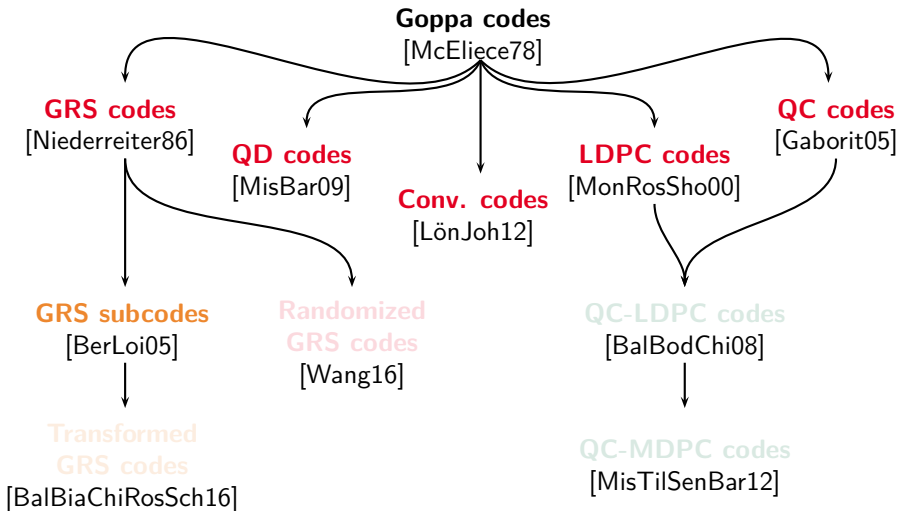 Goppa codes
[McEliece78]
GRS codes
[Niederreiter86]
QD codes
[MisBar09]
Conv. codes
[LönJoh12]
LDPC codes
[MonRosSho00]
QC codes
[Gaborit05]
GRS subcodes
[BerLoi05]
Randomized
GRS codes
[Wang16]
QC-LDPC codes
[BalBodChi08]
Transformed
GRS codes
[BalBiaChiRosSch16]
QC-MDPC codes
[MisTilSenBar12]